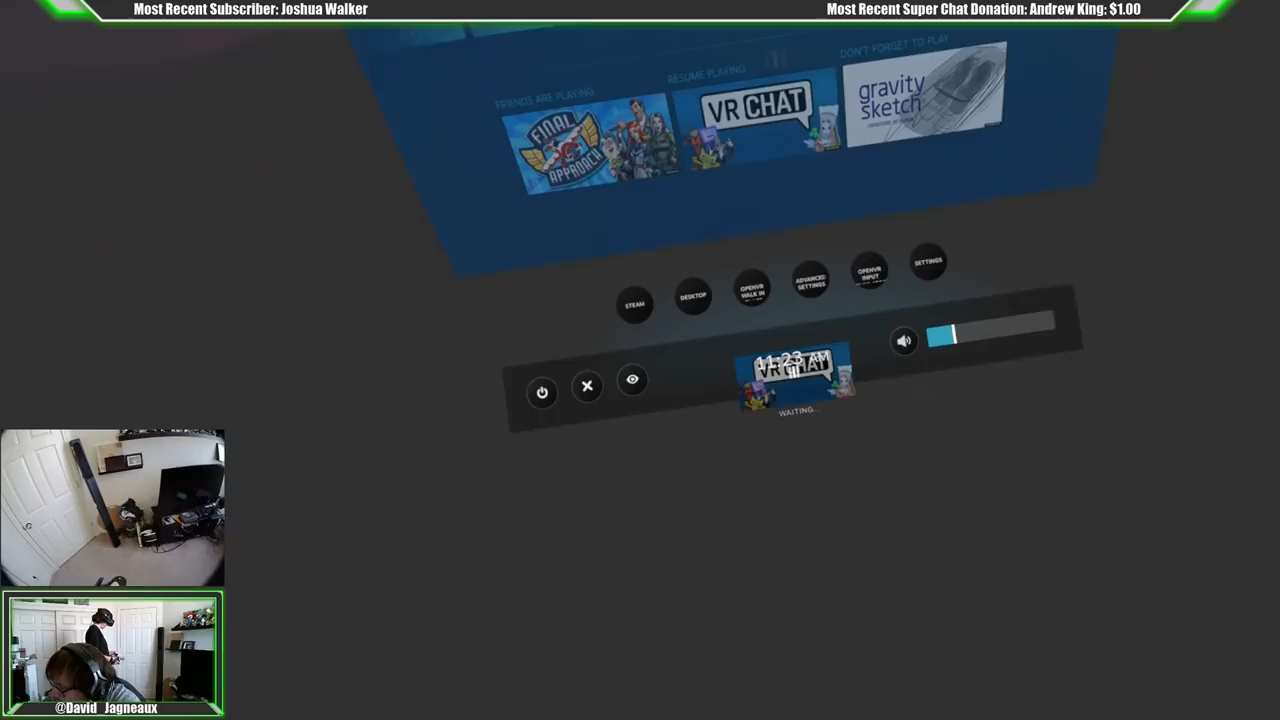 Most Recent Subscriber: Joshua Walker
Most Recent Super Chat Donation: Andrew King: $1.00
FRIENDS ARE PLAYING
RESUME PLAYING
DON'T FORGET TO PLAY
FINAL APPROACH
VR CHAT
gravity
sketch
STEAM
DESKTOP
OPENVR
WALK IN
ADVANCED
SETTINGS
OPENVR
INPUT
SETTINGS
11:23 AM
VR CHAT
WAITING...
@David_Jagneaux